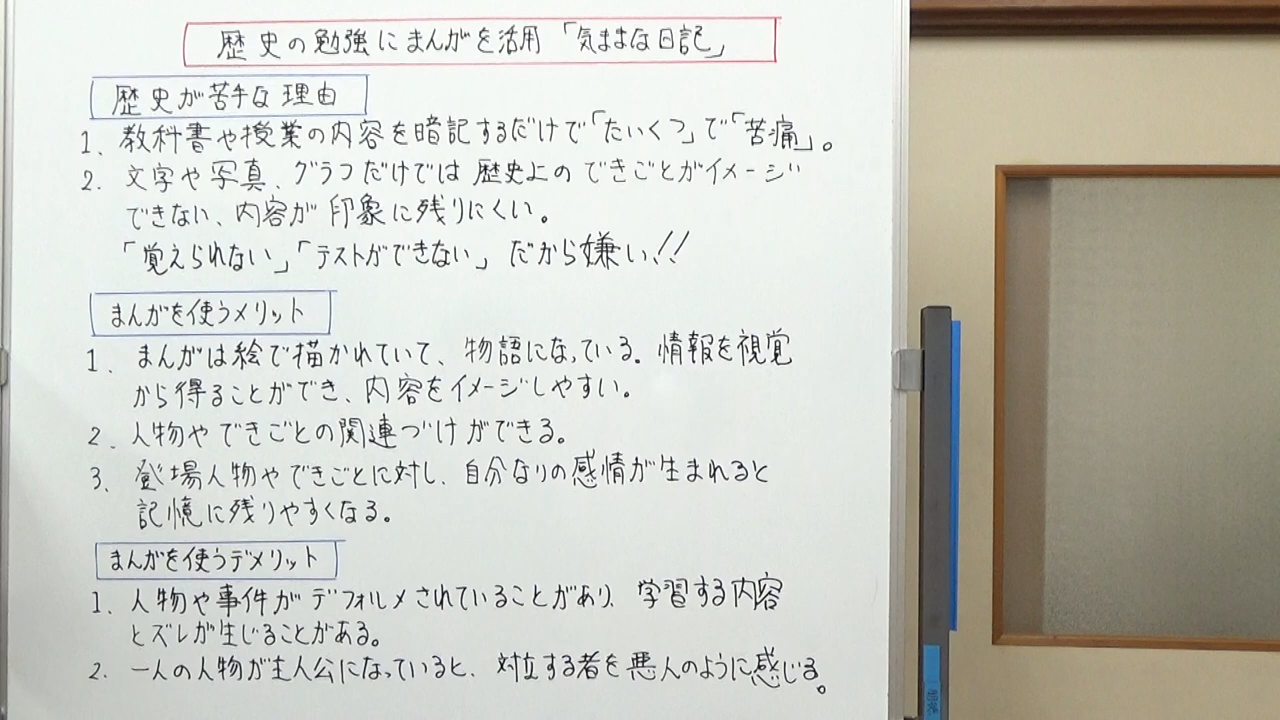 歴史の勉強にまんがを活用「気ままな日記」
歴史が苦手な理由
1. 教科書や授業の内容を暗記するだけで「たいくつ」で「苦痛」。
2. 文字や写真、グラフだけでは歴史上のできごとがイメージ
できない、内容が印象に残りにくい。
「覚えられない」「テストができない」だから嫌い!!
まんがを使うメリット
1. まんがは絵で描かれていて、物語になっている。情報を視覚
から得ることができ、内容をイメージしやすい。
2. 人物やできごとの関連づけができる。
3. 登場人物やできごとに対し、自分なりの感情が生まれると
記憶に残りやすくなる。
まんがを使うデメリット
1. 人物や事件がデフォルメされていることがあり、学習する内容
とズレが生じることがある。
2. 一人の人物が主人公になっていると、対立する者を悪人のように感じる。